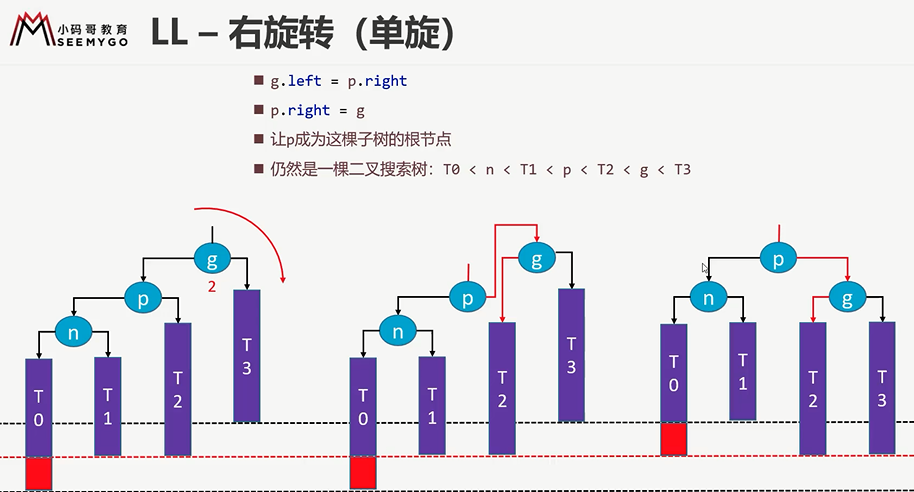 小码哥教育
SEEMYGO
LL – 右旋转（单旋）
g.left = p.right
p.right = g
让p成为这棵子树的根节点
仍然是一棵二叉搜索树：T0 < n < T1 < p < T2 < g < T3
g
2
p
n
T0
T1
T2
T3
g
p
n
T0
T1
T2
T3
p
n
g
T0
T1
T2
T3